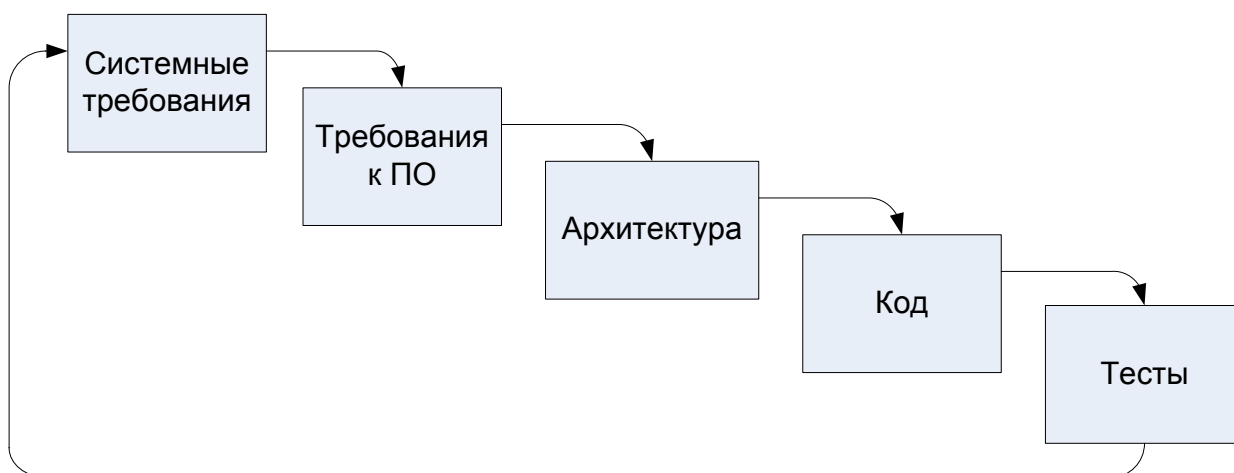 Системные
требования
Требования
к ПО
Архитектура
Код
Тесты